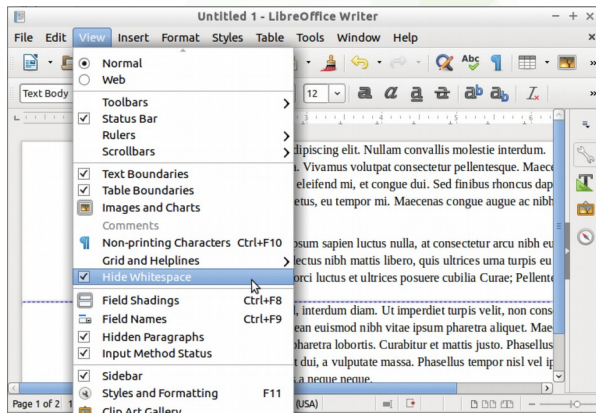 Untitled 1 - LibreOffice Writer
File Edit View Insert Format Styles Table Tools Window Help
Normal
Web
Text Body
12
Toolbars
Status Bar
Rulers
Scrollbars
Text Boundaries
Table Boundaries
Images and Charts
Comments
Non-printing Characters Ctrl+F10
Grid and Helplines
Hide Whitespace
Field Shadings Ctrl+F8
Field Names Ctrl+F9
Hidden Paragraphs
Input Method Status
Sidebar
Styles and Formatting F11
Clip Art Gallery
dipiscing elit. Nullam convallis molestie interdum.
. Vivamus volutpat consectetur pellentesque. Maece
eleifend mi, et congue dui. Sed finibus rhoncus dap
etus, eu tempor mi. Maecenas congue augue ac nibh
osum sapien luctus nulla, at consectetur arcu nibh eu
lectus nibh mattis libero, quis ultrices urna turpis eu
orci luctus et ultrices posuere cubilia Curae; Pellente
, interdum diam. Ut imperdiet turpis velit, non cons
ean euismod nibh vitae ipsum pharetra aliquet. Mae
pharetra lobortis. Curabitur et mattis justo. Phasellus
t dui, a vulputate massa. Phasellus tempor nisl vel ip
s a neque neque.
Page 1 of 2 (USA)